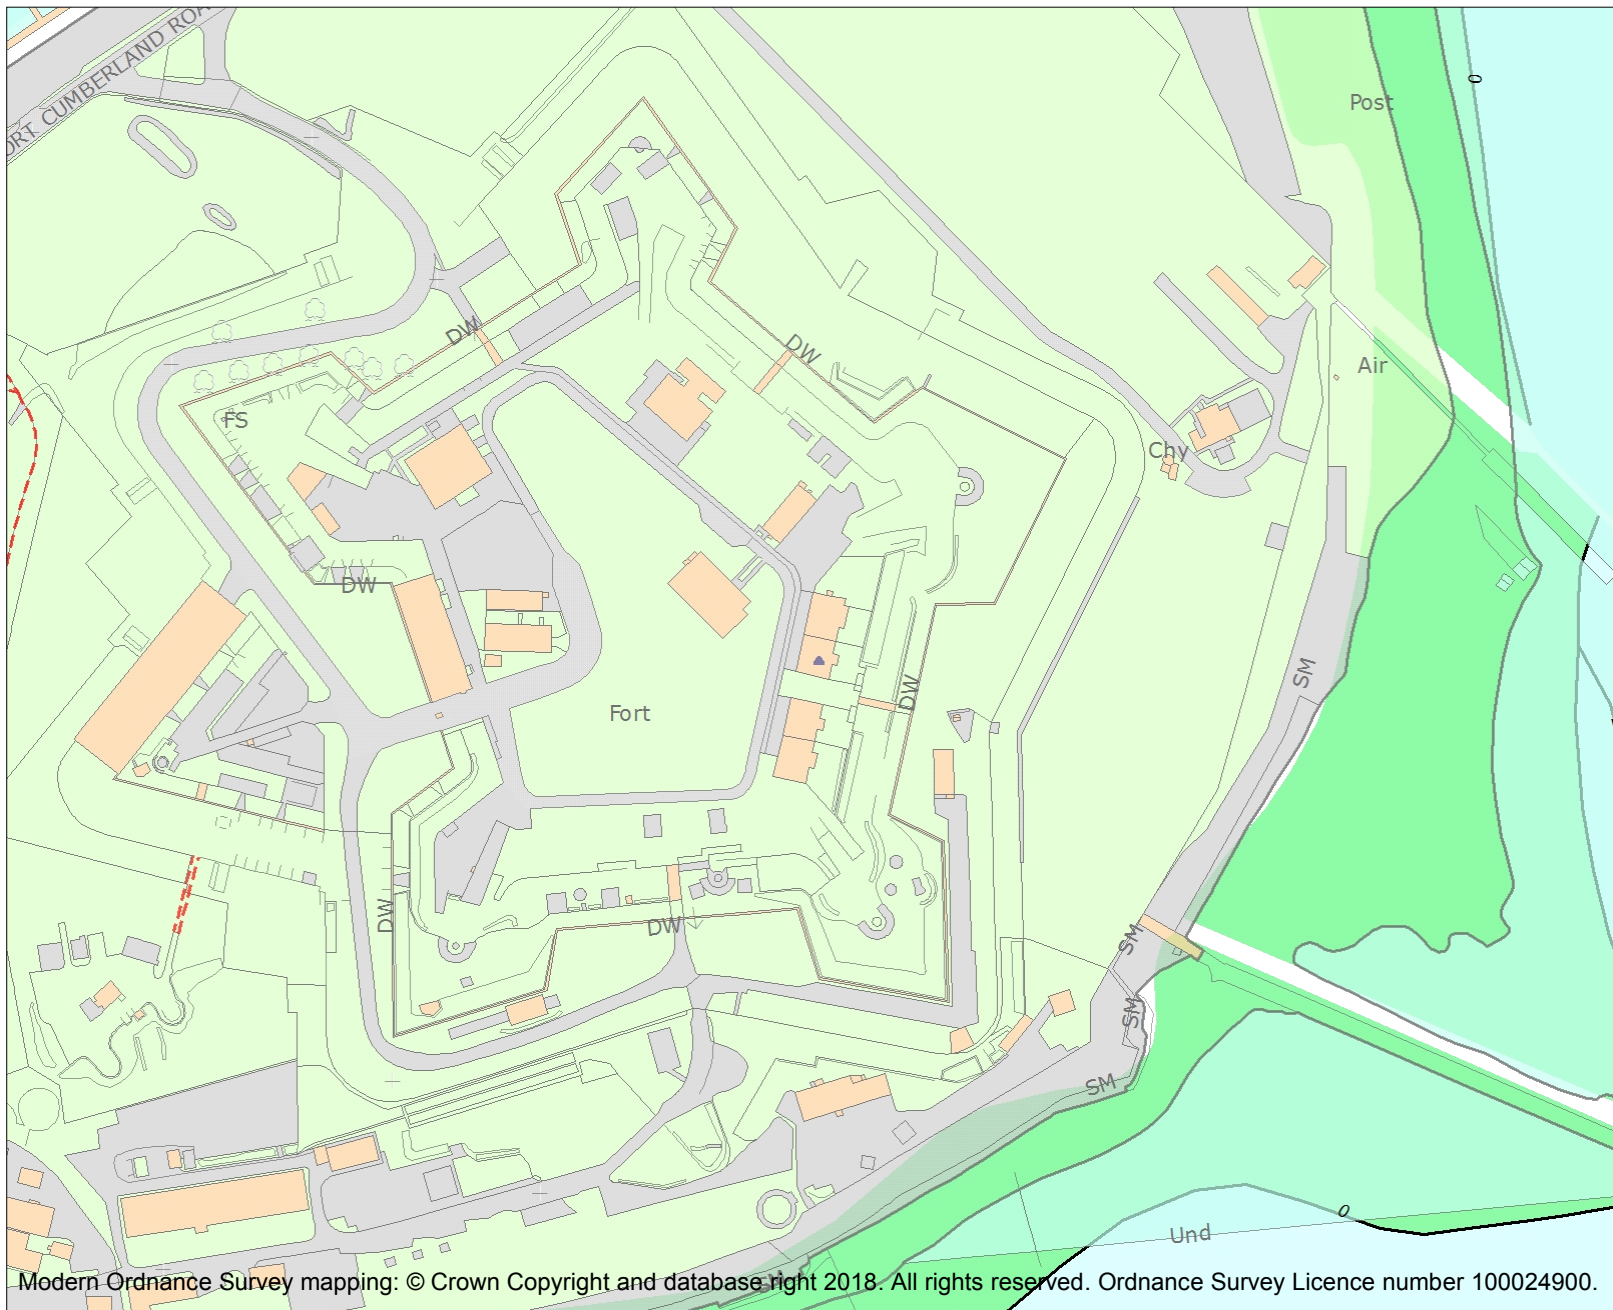 ORT CUMBERLAND ROA
0
Post
DW
DW
Air
FS
Chy
DW
SM
DW
Fort
DW
DW
SM
SM
SM
0
Und
SM
Modern Ordnance Survey mapping: © Crown Copyright and database right 2018. All rights reserved. Ordnance Survey Licence number 100024900.